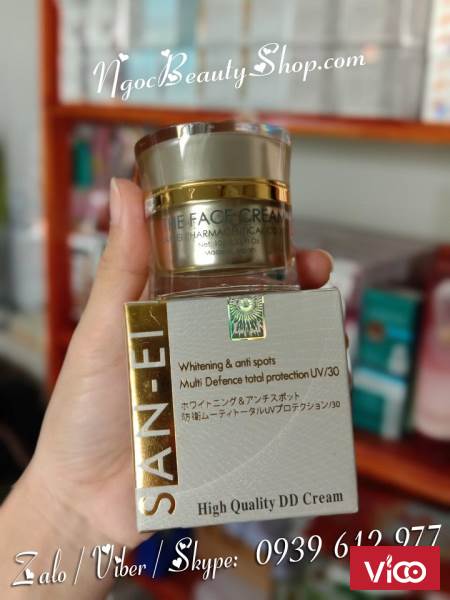 NgocBeautyShop.com
THE FACE CREAM
PHARMACEUTICAL
Net
SAN-EI
Whitening & anti spots
Multi Defence total protection UV/30
ホワイトニング&アンチスポット
防衛ムーティトータルUVプロテクション/30
High Quality DD Cream
Zalo / Viber / Skype: 0939 642 977
Vico